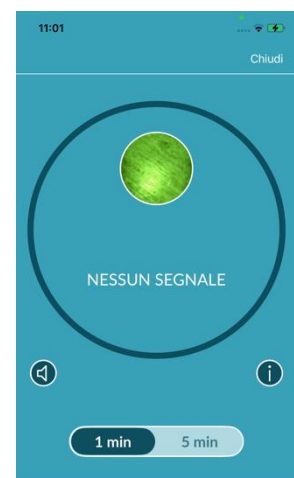 11:01
Chiudi
NESSUN SEGNALE
i
1 min 5 min